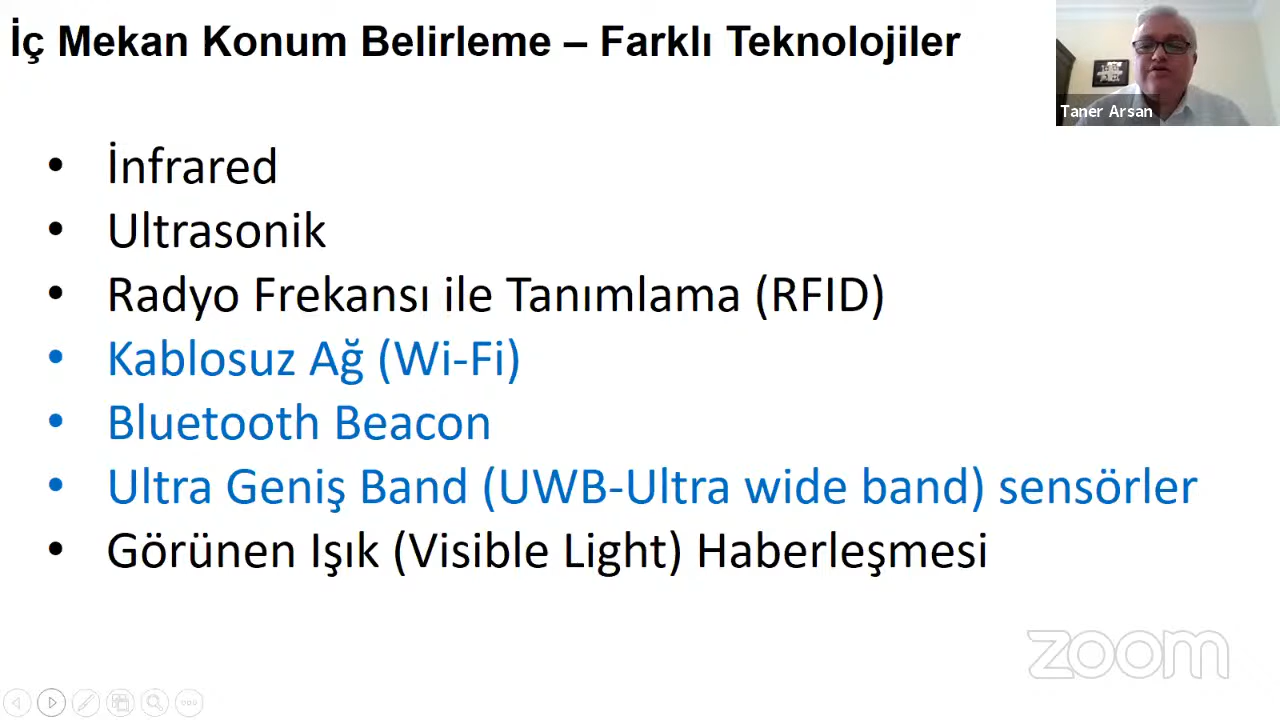 İç Mekan Konum Belirleme – Farklı Teknolojiler
Taner Arsan
• İnfrared
• Ultrasonik
• Radyo Frekansı ile Tanımlama (RFID)
• Kablosuz Ağ (Wi-Fi)
• Bluetooth Beacon
• Ultra Geniş Band (UWB-Ultra wide band) sensörler
• Görünen Işık (Visible Light) Haberleşmesi
zoom